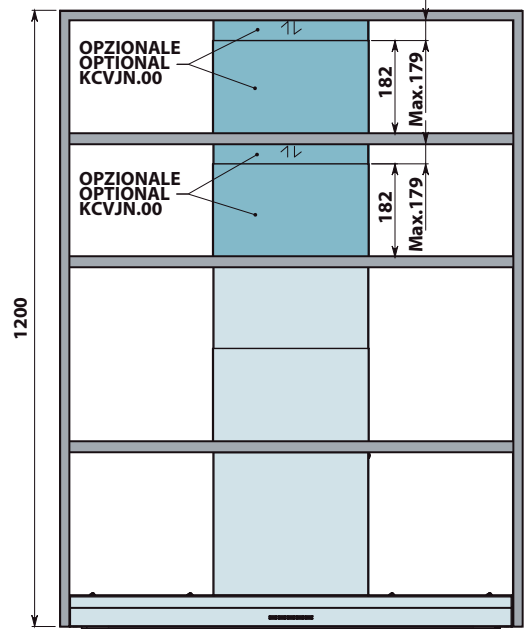 OPZIONALE
OPTIONAL
KCVJN.00
182
Max.179
OPZIONALE
OPTIONAL
KCVJN.00
182
Max.179
1200